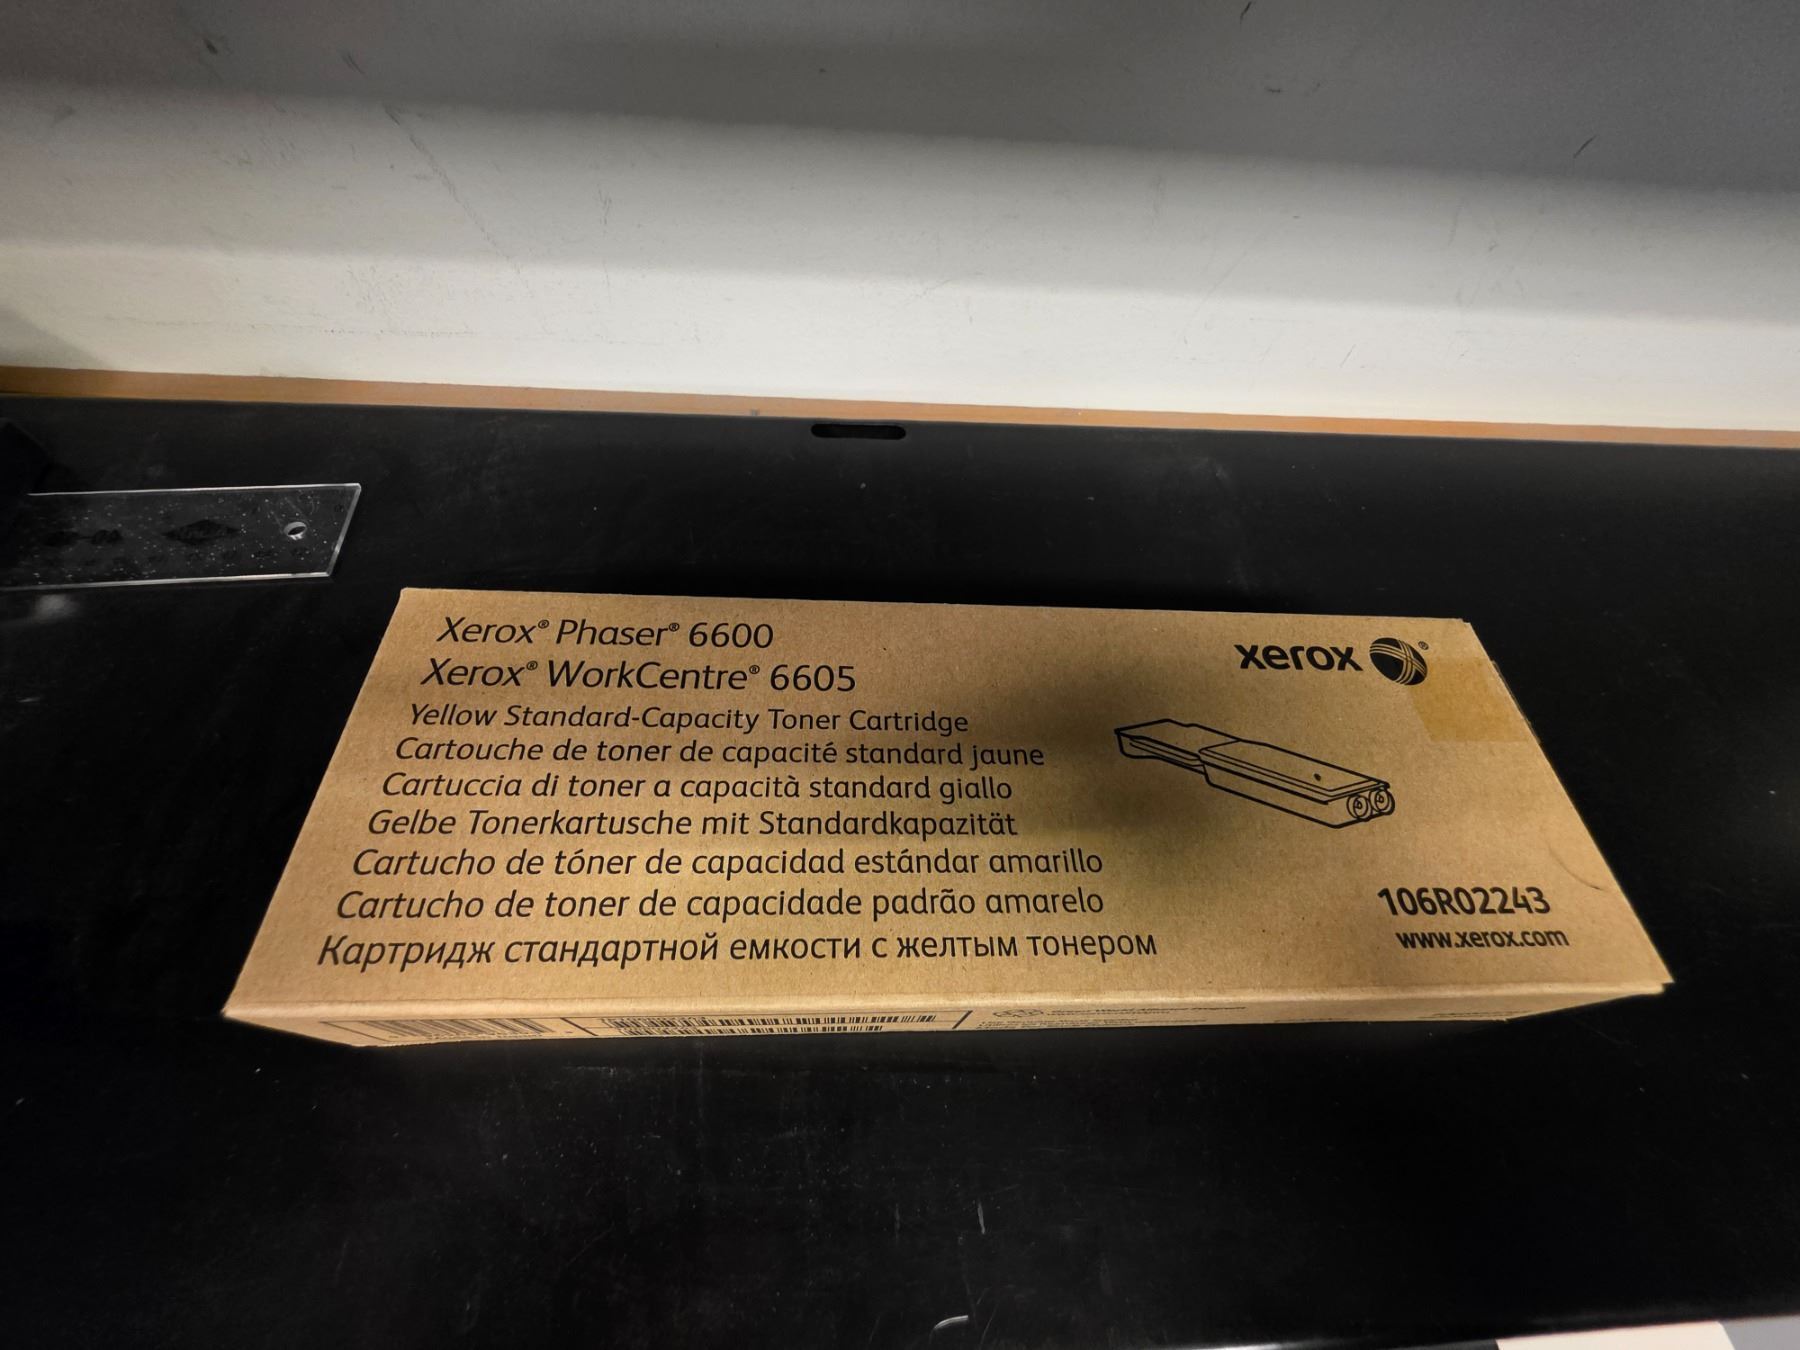 Xerox® Phaser® 6600
Xerox® WorkCentre® 6605
Yellow Standard-Capacity Toner Cartridge
Cartouche de toner de capacité standard jaune
Cartuccia di toner a capacità standard giallo
Gelbe Tonerkartusche mit Standardkapazität
Cartucho de tóner de capacidad estándar amarillo
Cartucho de toner de capacidade padrão amarelo
Картридж стандартной емкости с желтым тонером
xerox ®
106R02243
www.xerox.com